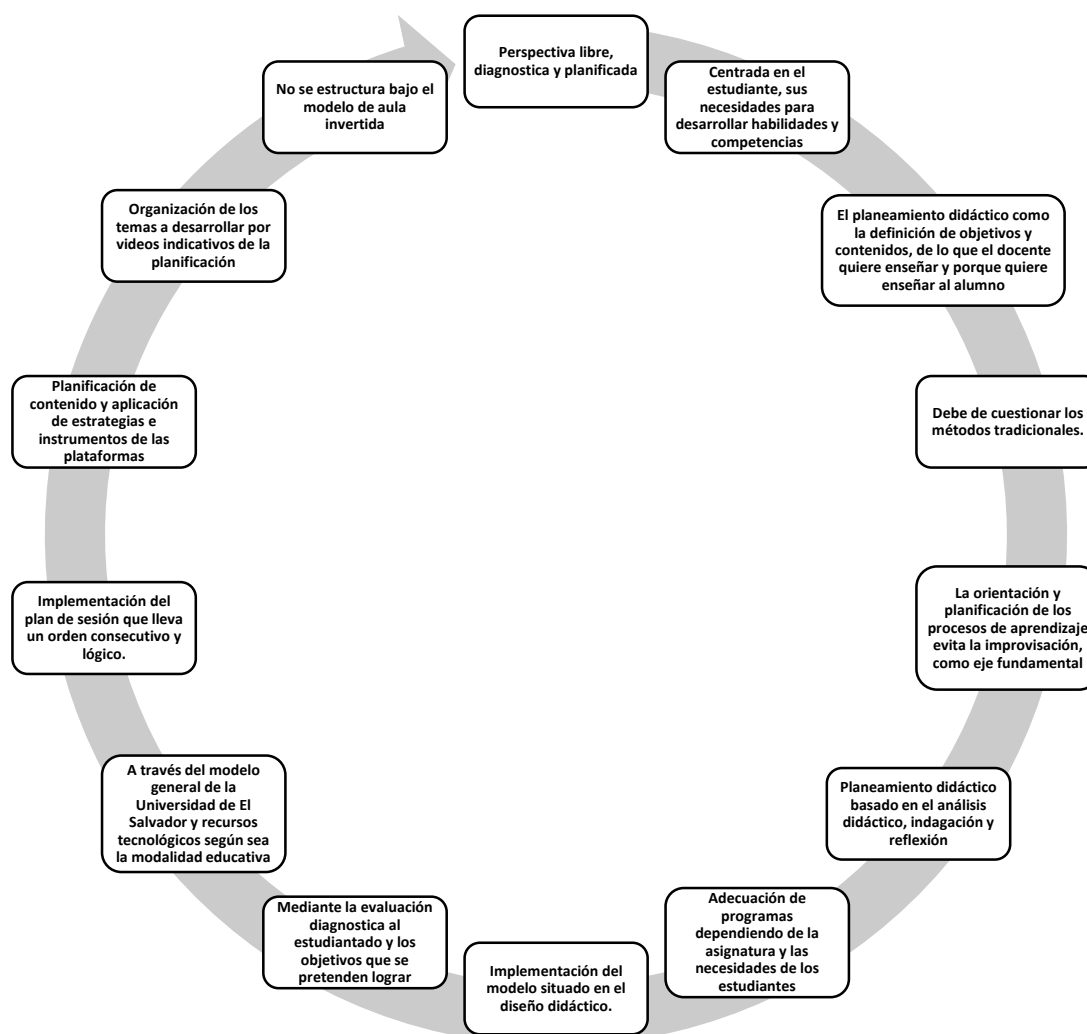 Perspectiva libre,
diagnostica y planificada
Centrada en el
estudiante, sus
necesidades para
desarrollar habilidades y
competencias
El planeamiento didáctico como
la definición de objetivos y
contenidos, de lo que el docente
quiere enseñar y porque quiere
enseñar al alumno
Debe de cuestionar los
métodos tradicionales.
La orientación y
planificación de los
procesos de aprendizaje
evita la improvisación,
como eje fundamental
Planeamiento didáctico
basado en el análisis
didáctico, indagación y
reflexión
Adecuación de
programas
dependiendo de la
asignatura y las
necesidades de los
estudiantes
Implementación del
modelo situado en el
diseño didáctico.
Mediante la evaluación
diagnostica al
estudiantado y los
objetivos que se
pretenden lograr
A través del modelo
general de la
Universidad de El
Salvador y recursos
tecnológicos según sea
la modalidad educativa
Implementación del
plan de sesión que lleva
un orden consecutivo y
lógico.
Planificación de
contenido y aplicación
de estrategias e
instrumentos de las
plataformas
Organización de los
temas a desarrollar por
videos indicativos de la
planificación
No se estructura bajo el
modelo de aula
invertida